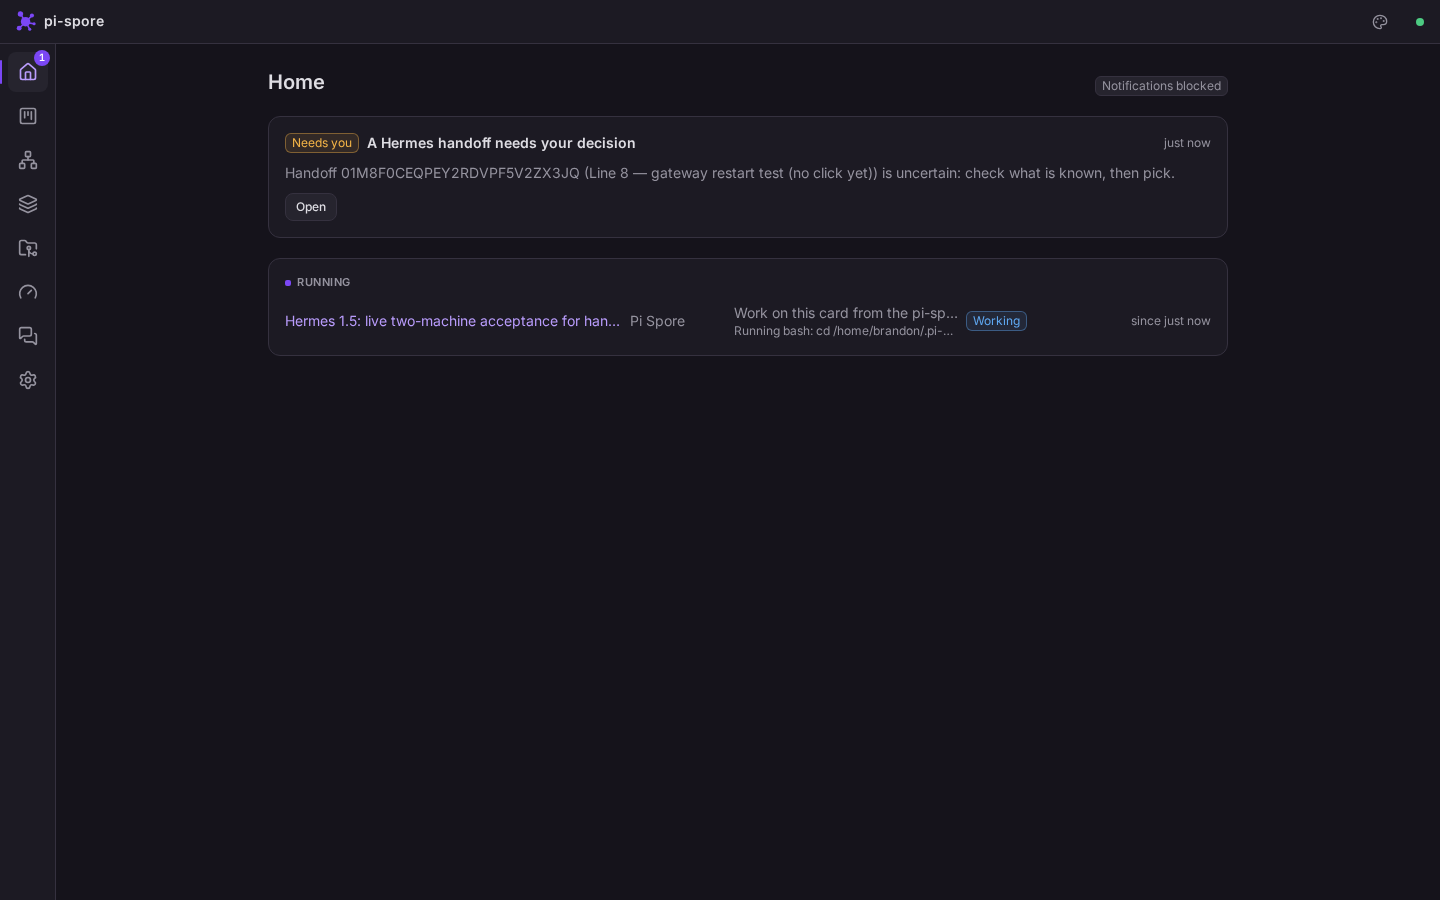 pi-spore
1
Home
Notifications blocked
Needs you A Hermes handoff needs your decision just now
Handoff 01M8F0CEQPEY2RDVPF5V2ZX3JQ (Line 8 — gateway restart test (no click yet)) is uncertain: check what is known, then pick.
Open
RUNNING
Hermes 1.5: live two-machine acceptance for han... Pi Spore
Work on this card from the pi-sp...
Running bash: cd /home/brandon/.pi-...
Working
since just now